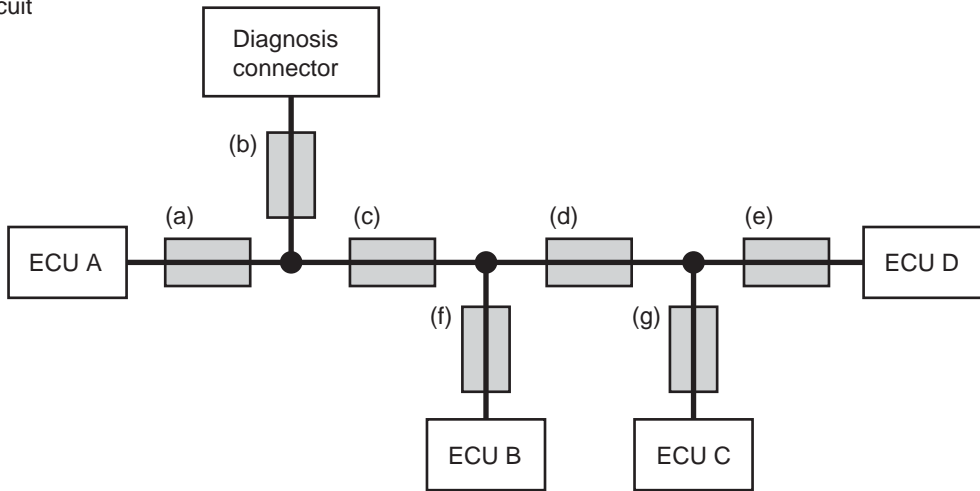 cuit
Diagnosis
connector
(b)
(a)
(c)
(d)
(e)
ECU A
ECU D
(f)
(g)
ECU B
ECU C